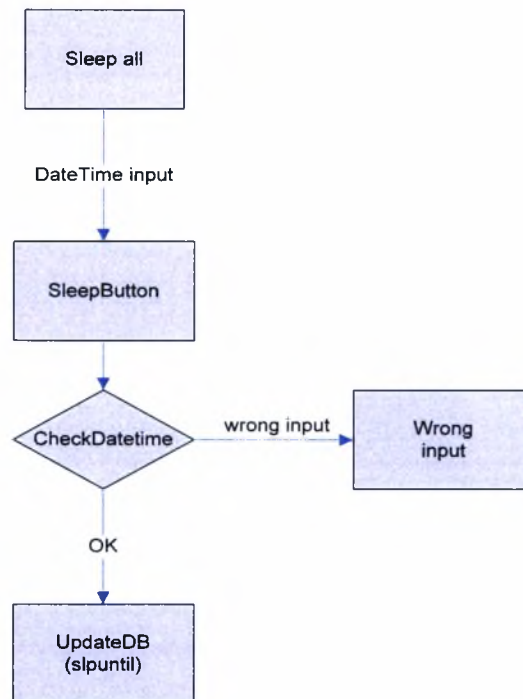 Sleep all
DateTime input
SleepButton
CheckDatetime
wrong input
Wrong
input
OK
UpdateDB
(slpuntil)